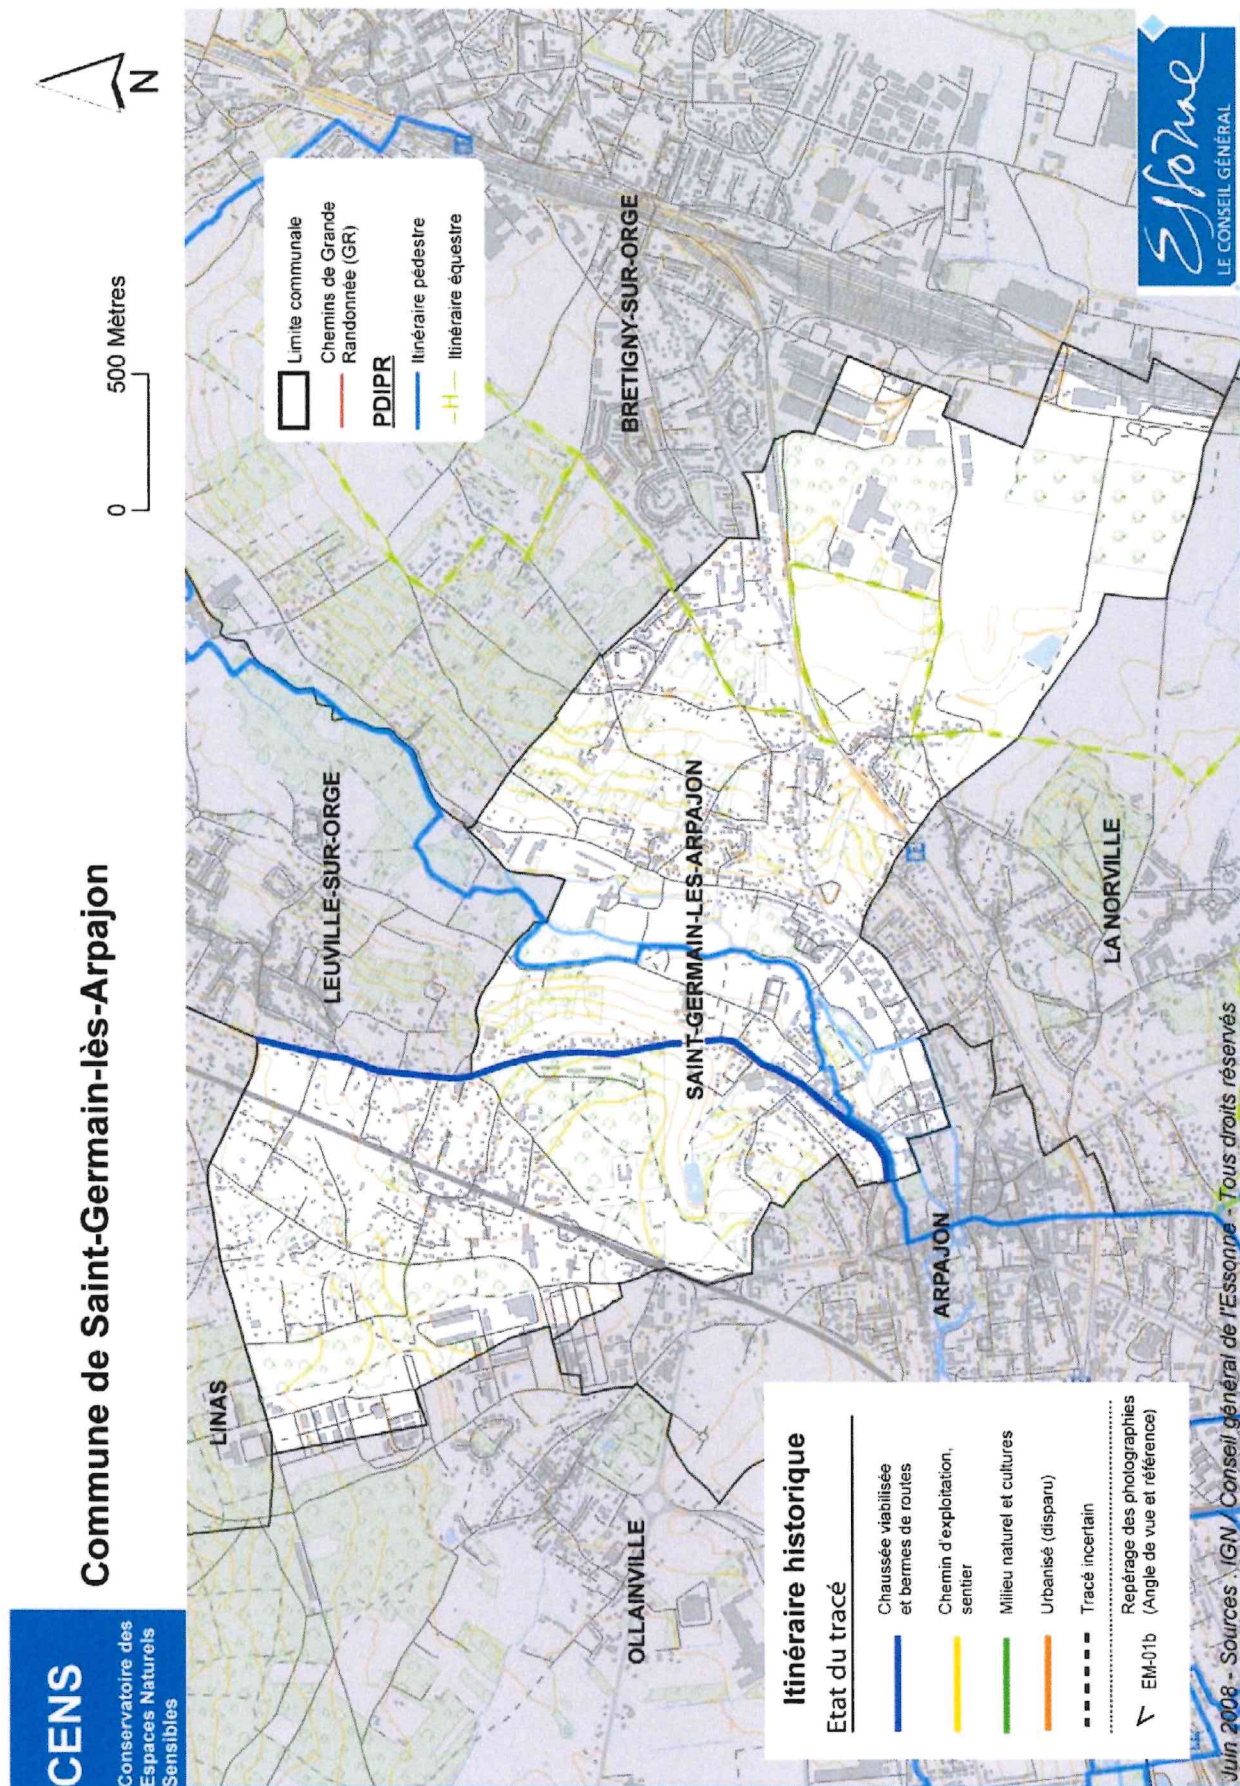 CENS
Conservatoire des
Espaces Naturels
Sensibles
Commune de Saint-Germain-lès-Arpajon
0 500 Mètres
N
Limite communale
Chemins de Grande
Randonnée (GR)
PDIPR
Itinéraire pédestre
-H- Itinéraire équestre
LINAS
LEUVILLE-SUR-ORGE
BRETIGNY-SUR-ORGE
OLLAINVILLE
SAINT-GERMAIN-LES-ARPAJON
ARPAJON
LA NORVILLE
Itinéraire historique
Etat du tracé
Chaussée viabilisée
et bermes de routes
Chemin d'exploitation,
sentier
Milieu naturel et cultures
Urbanisé (disparu)
Tracé incertain
Repérage des photographies
EM-01b (Angle de vue et référence)
Essonne
LE CONSEIL GÉNÉRAL
Juin 2008 - Sources : IGN / Conseil général de l'Essonne - Tous droits réservés